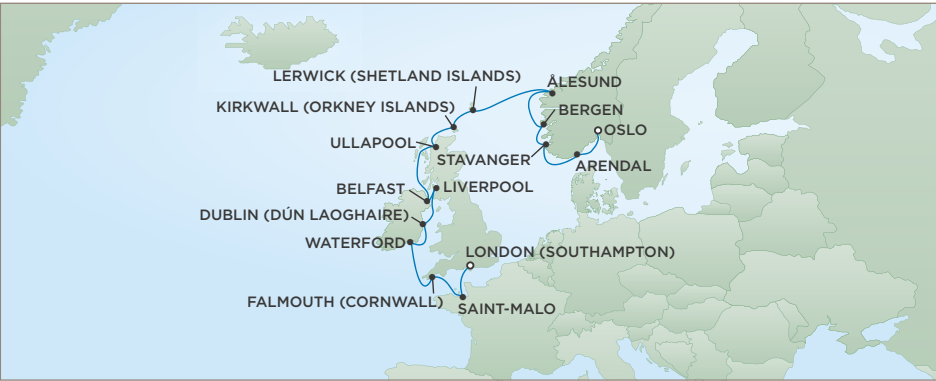 LERWICK (SHETLAND ISLANDS)
ÅLESUND
KIRKWALL (ORKNEY ISLANDS)
BERGEN
OSLO
ULLAPOOL
STAVANGER
ARENDAL
BELFAST
LIVERPOOL
DUBLIN (DÚN LAOGHAIRE)
WATERFORD
LONDON (SOUTHAMPTON)
FALMOUTH (CORNWALL)
SAINT-MALO